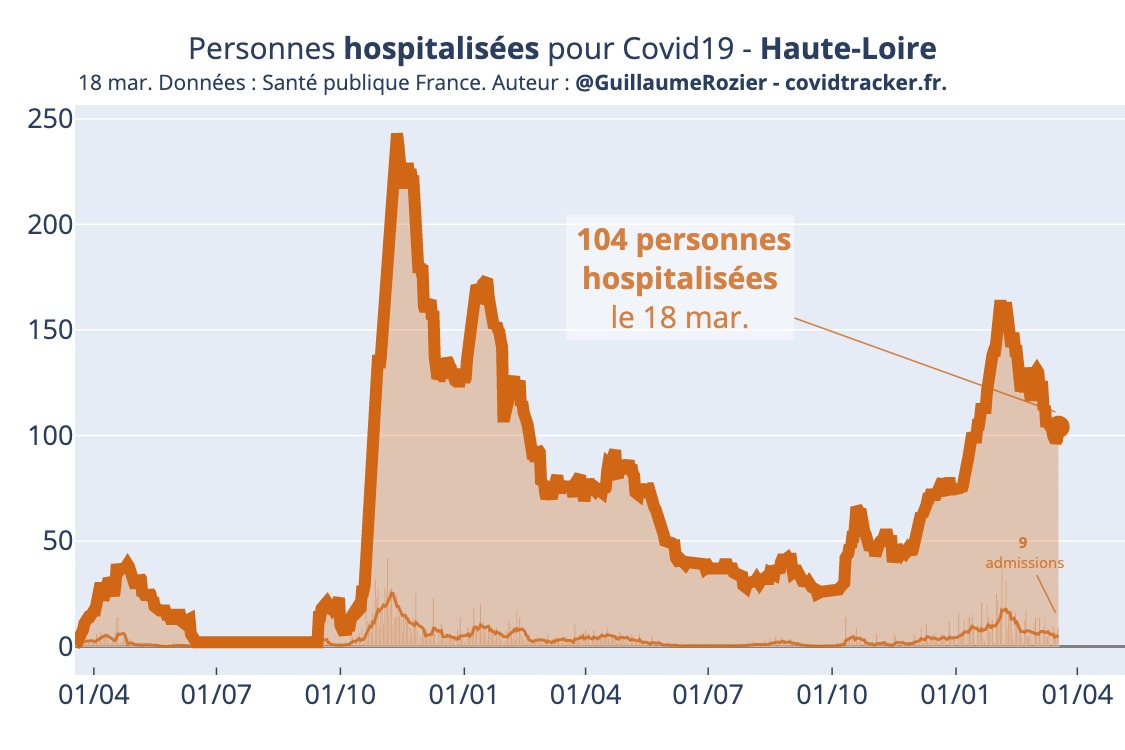 Personnes hospitalisées pour Covid19 - Haute-Loire
18 mar. Données : Santé publique France. Auteur : @GuillaumeRozier - covidtracker.fr.
250
200
150
100
50
0
104 personnes
hospitalisées
le 18 mar.
9
admissions
01/04
01/07
01/10
01/01
01/04
01/07
01/10
01/01
01/04